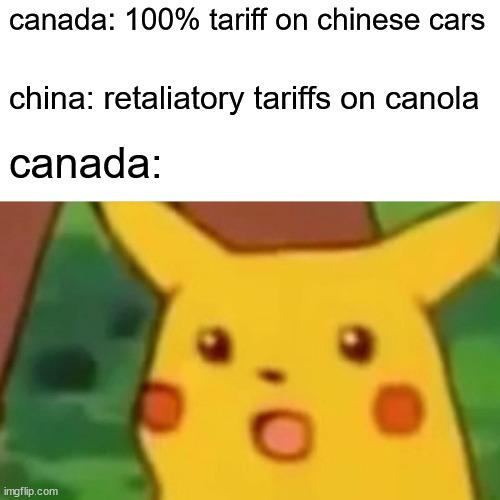 canada: 100% tariff on chinese cars
china: retaliatory tariffs on canola
canada:
imgflip.com